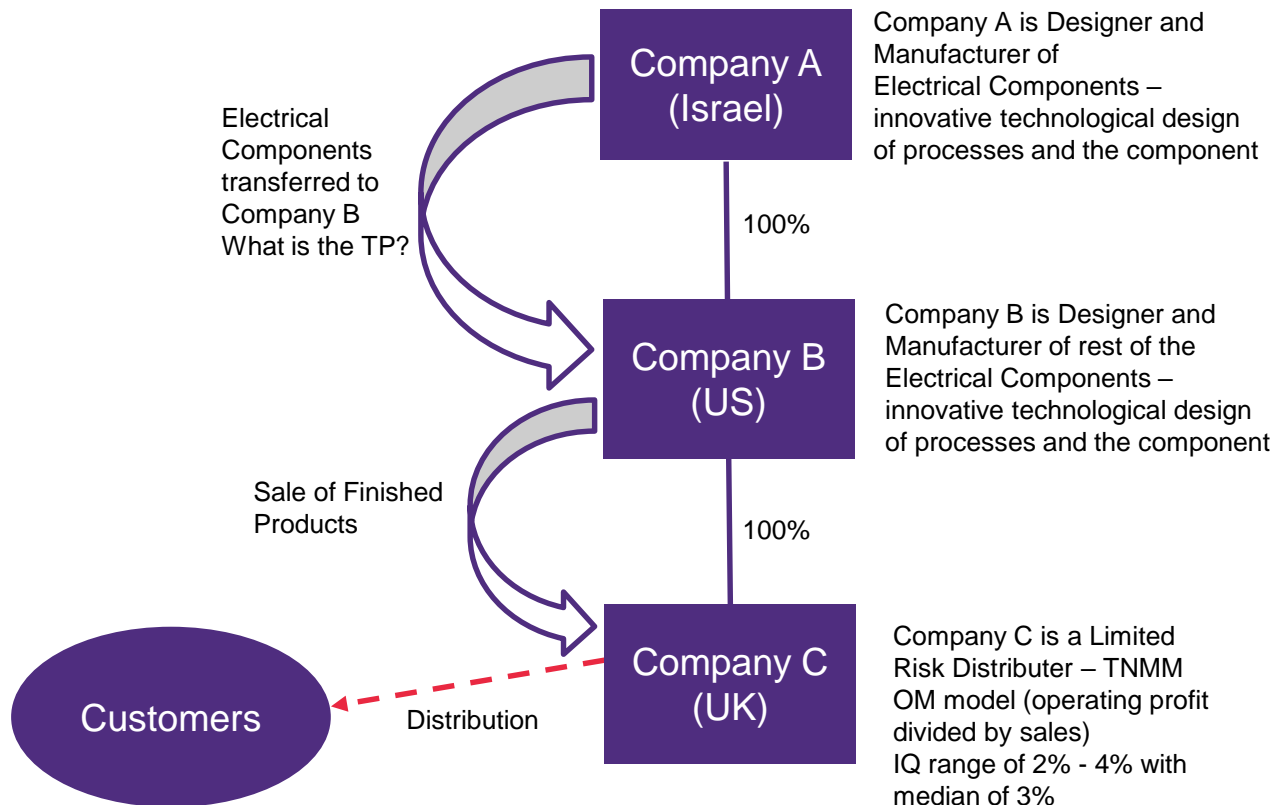 Company A
(Israel)
Company A is Designer and
Manufacturer of
Electrical Components –
innovative technological design
of processes and the component
Electrical
Components
transferred to
Company B
What is the TP?
100%
Company B
(US)
Company B is Designer and
Manufacturer of rest of the
Electrical Components –
innovative technological design
of processes and the component
Sale of Finished
Products
100%
Company C
(UK)
Company C is a Limited
Risk Distributer – TNMM
OM model (operating profit
divided by sales)
IQ range of 2% - 4% with
median of 3%
Customers
Distribution